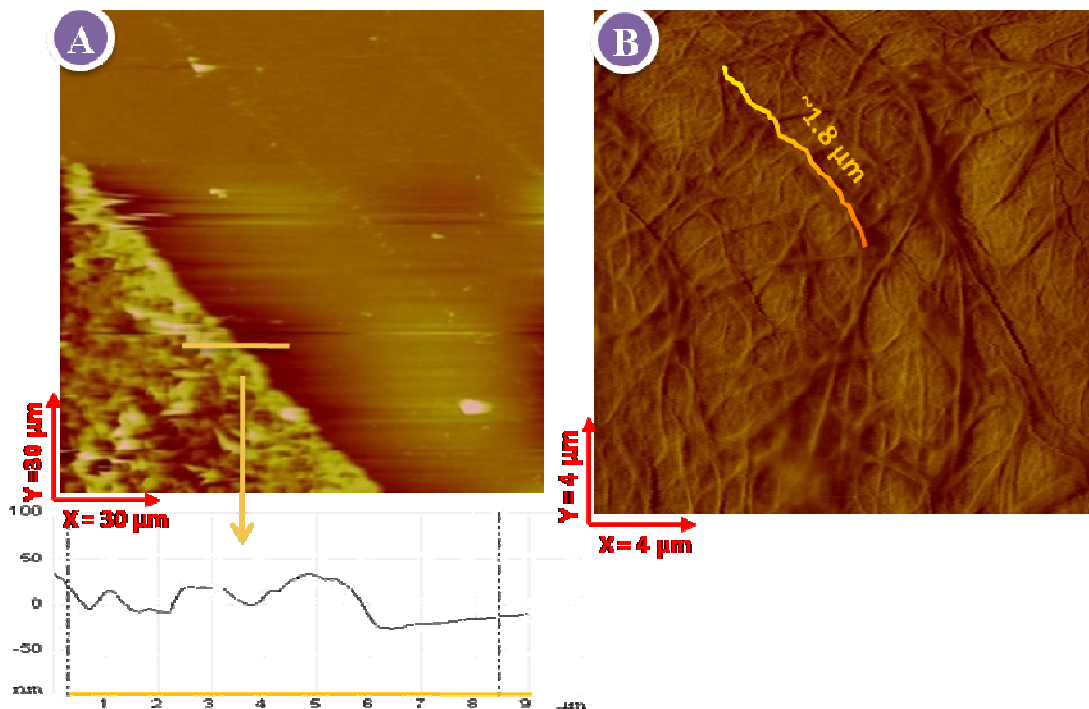 A
B
~1.8 µm
Y =30 µm
X = 30 µm
Y = 4 µm
X = 4 µm
100
50
0
-50
nm
1 2 3 4 5 6 7 8 9
µm